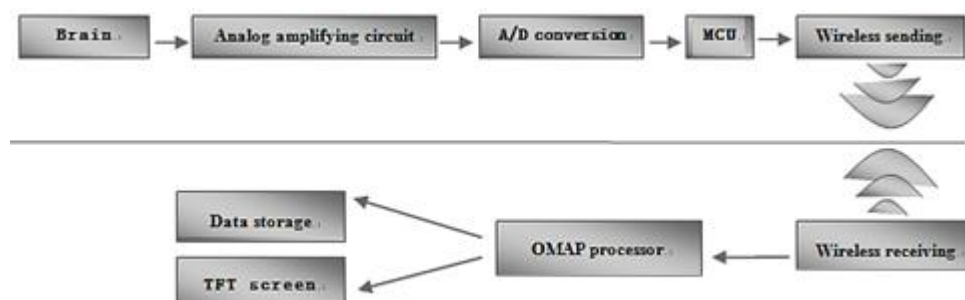 Brain
Analog amplifying circuit
A/D conversion
MCU
Wireless sending
Data storage
OMAP processor
Wireless receiving
TFT screen